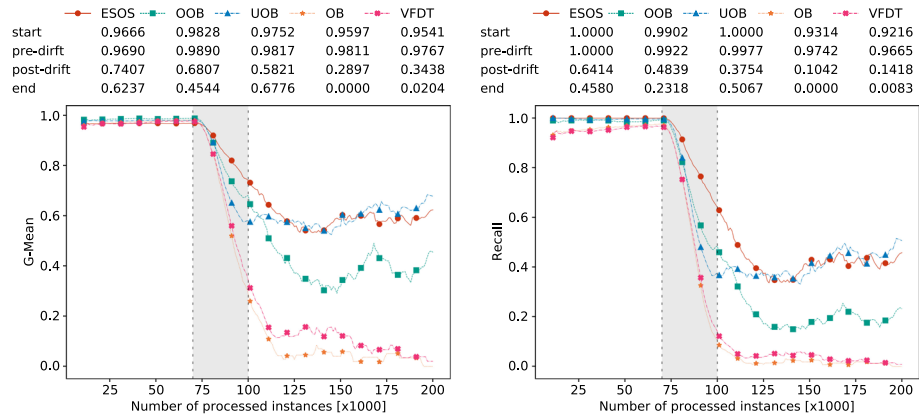 ESOS OOB UOB OB VFDT
start 0.9666 0.9828 0.9752 0.9597 0.9541
pre-dirft 0.9690 0.9890 0.9817 0.9811 0.9767
post-drift 0.7407 0.6807 0.5821 0.2897 0.3438
end 0.6237 0.4544 0.6776 0.0000 0.0204
1.0
0.8
0.6
0.4
0.2
0.0
G-Mean
0 25 50 75 100 125 150 175 200
Number of processed instances [x1000]
ESOS OOB UOB OB VFDT
start 1.0000 0.9902 1.0000 0.9314 0.9216
pre-dirft 1.0000 0.9922 0.9977 0.9742 0.9665
post-drift 0.6414 0.4839 0.3754 0.1042 0.1418
end 0.4580 0.2318 0.5067 0.0000 0.0083
1.0
0.8
0.6
0.4
0.2
0.0
Recall
0 25 50 75 100 125 150 175 200
Number of processed instances [x1000]